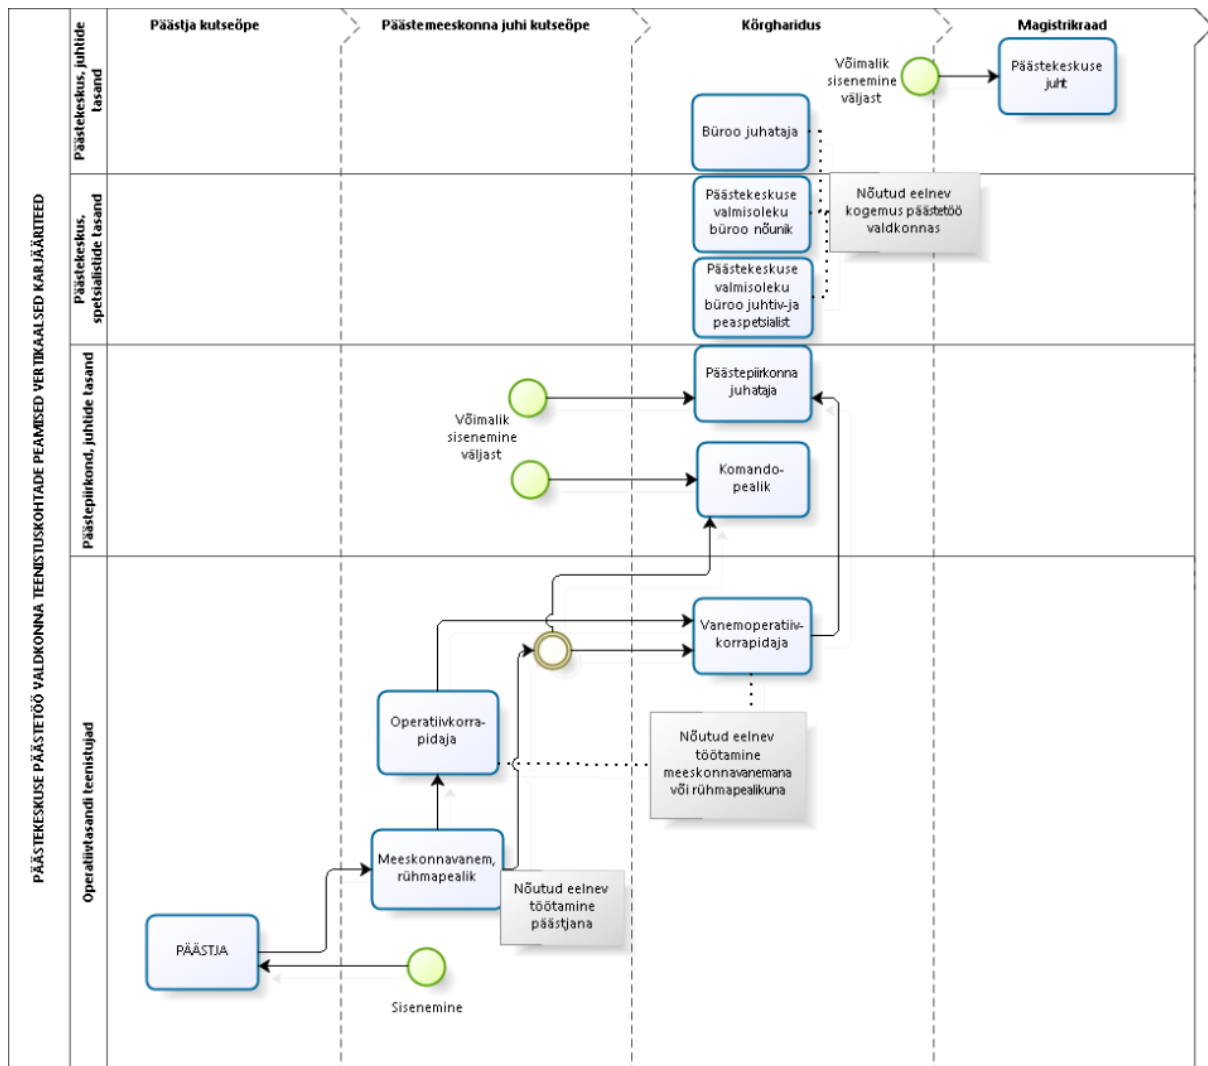 PÄÄSTEKESKUSE PÄÄSTETÖÖ VALDKONNA TEENISTUSKOHTADE PEAMISED VERTIKAALSED KARJÄÄRITEED
Päästja kutseõpe
Päästemeeskonna juhi kutseõpe
Kõrgharidus
Magistrikraad
Päästekeskus, juhtide
tasand
Võimalik
sisenemine
väljast
Päästekeskuse
juht
Büroo juhataja
Päästekeskus,
spetsialistide tasand
Päästekeskuse
valmisoleku
büroo nõunik
Nõutud eelnev
kogemus päästetöö
valdkonnas
Päästekeskuse
valmisoleku
büroo juhtiv-ja
peaspetsialist
Päästepiirkond, juhtide tasand
Päästepiirkonna
juhataja
Võimalik
sisenemine
väljast
Komando-
pealik
Operatiivtasandi teenistujad
Vanemoperatiiv-
korrapidaja
Operatiivkorra-
pidaja
Nõutud eelnev
töötamine
meeskonnavanemana
või rühmapealikuna
Meeskonnavanem,
rühmapealik
Nõutud eelnev
töötamine
päästjana
PÄÄSTJA
Sisenemine